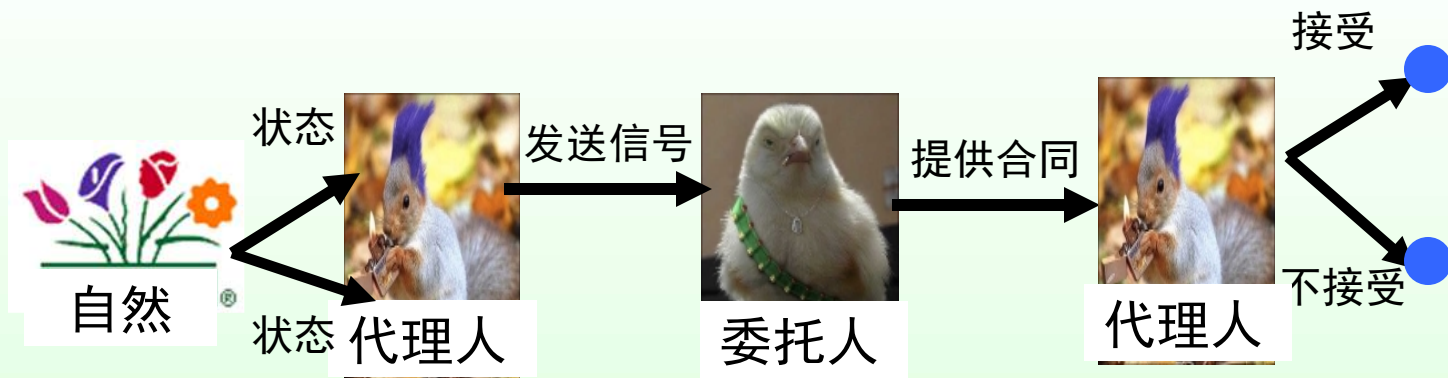 接受
状态
发送信号
提供合同
自然
®
状态
代理人
委托人
代理人
不接受